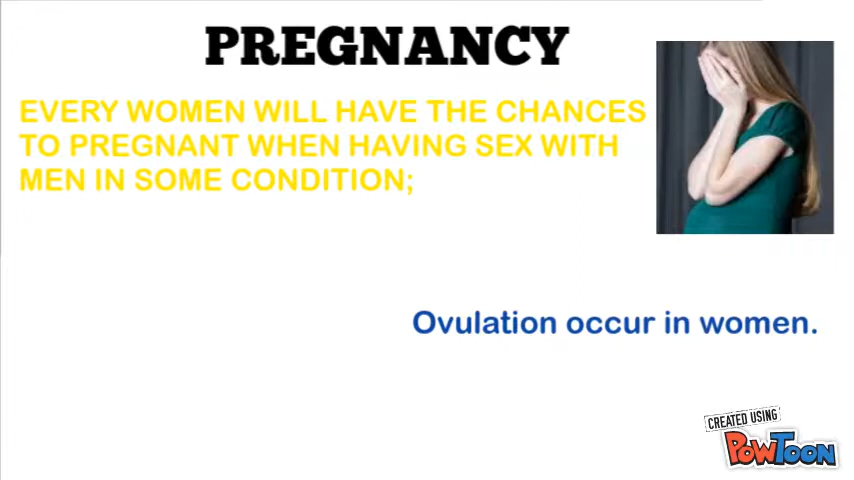 PREGNANCY
EVERY WOMEN WILL HAVE THE CHANCES
TO PREGNANT WHEN HAVING SEX WITH
MEN IN SOME CONDITION;
Ovulation occur in women.
CREATED USING
POWTOON